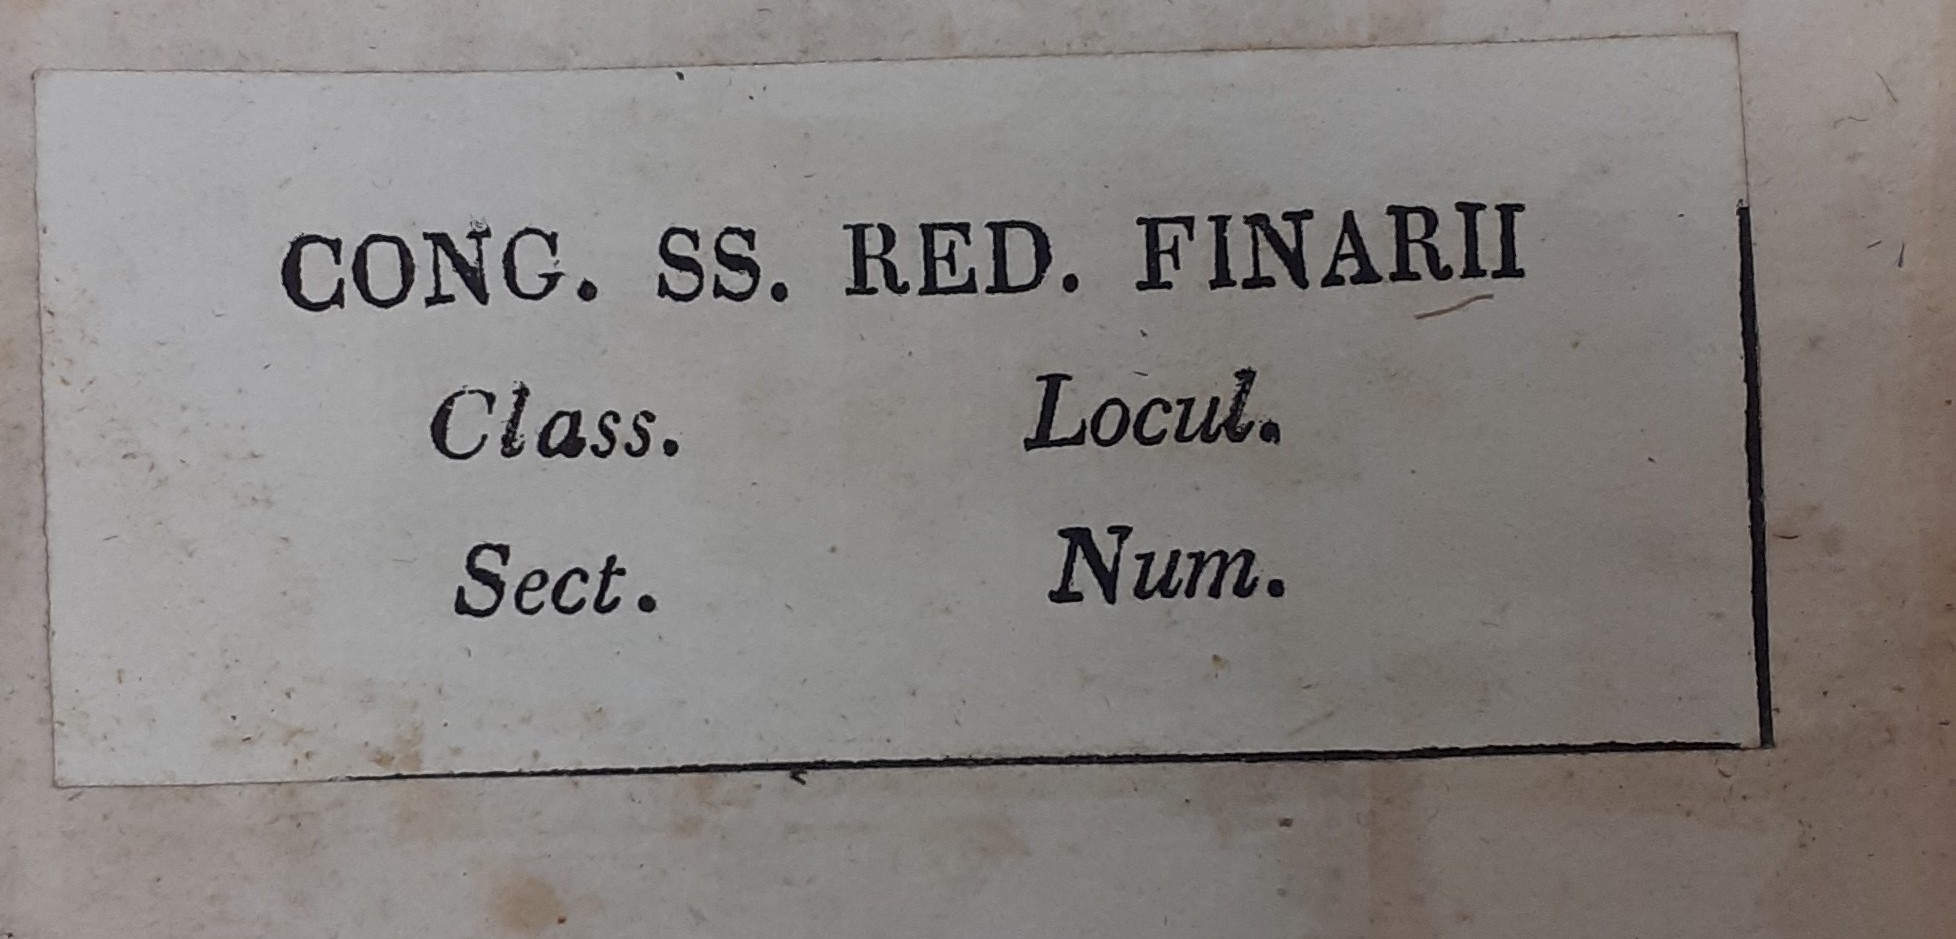 CONG. SS. RED. FINARII
Class. Locul.
Sect. Num.